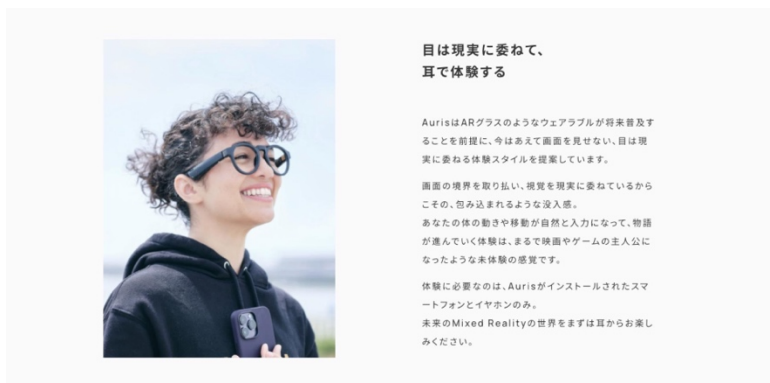 目は現実に委ねて、
耳で体験する
AurisはARグラスのようなウェアラブルが将来普及す
ることを前提に、今はあえて画面を見せない、目は現
実に委ねる体験スタイルを提案しています。
画面の境界を取り払い、視覚を現実に委ねているから
こその、包み込まれるような没入感。
あなたの体の動きや移動が自然と入力になって、物語
が進んでいく体験は、まるで映画やゲームの主人公に
なったような未体験の感覚です。
体験に必要なのは、Aurisがインストールされたスマ
ートフォンとイヤホンのみ。
未来のMixed Realityの世界をまずは耳からお楽し
みください。